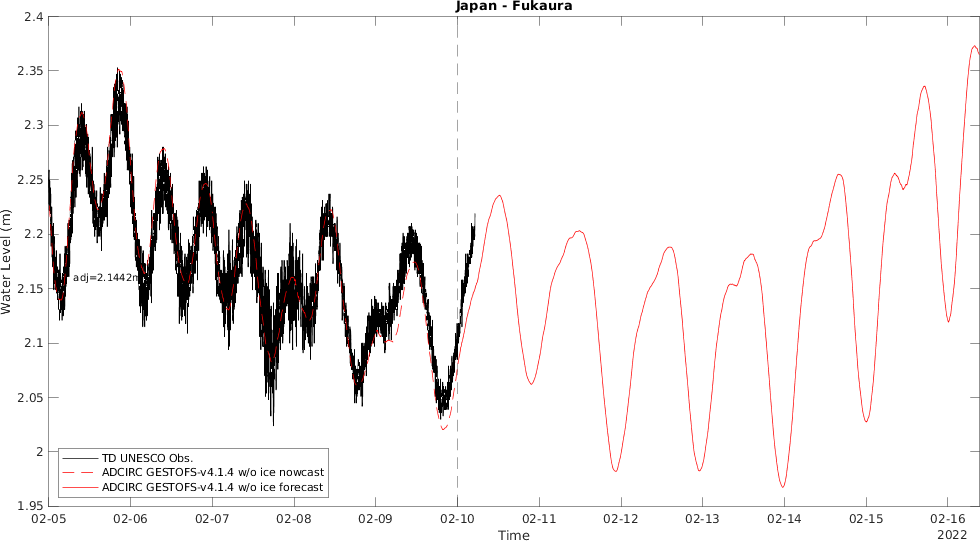 Japan - Fukaura
2.4
2.35
2.3
2.25
2.2
2.15
2.1
2.05
2
1.95
Water Level (m)
adj=2.1442m
TD UNESCO Obs.
ADCIRC GESTOFS-v4.1.4 w/o ice nowcast
ADCIRC GESTOFS-v4.1.4 w/o ice forecast
02-05 02-06 02-07 02-08 02-09 02-10 02-11 02-12 02-13 02-14 02-15 02-16
Time
2022